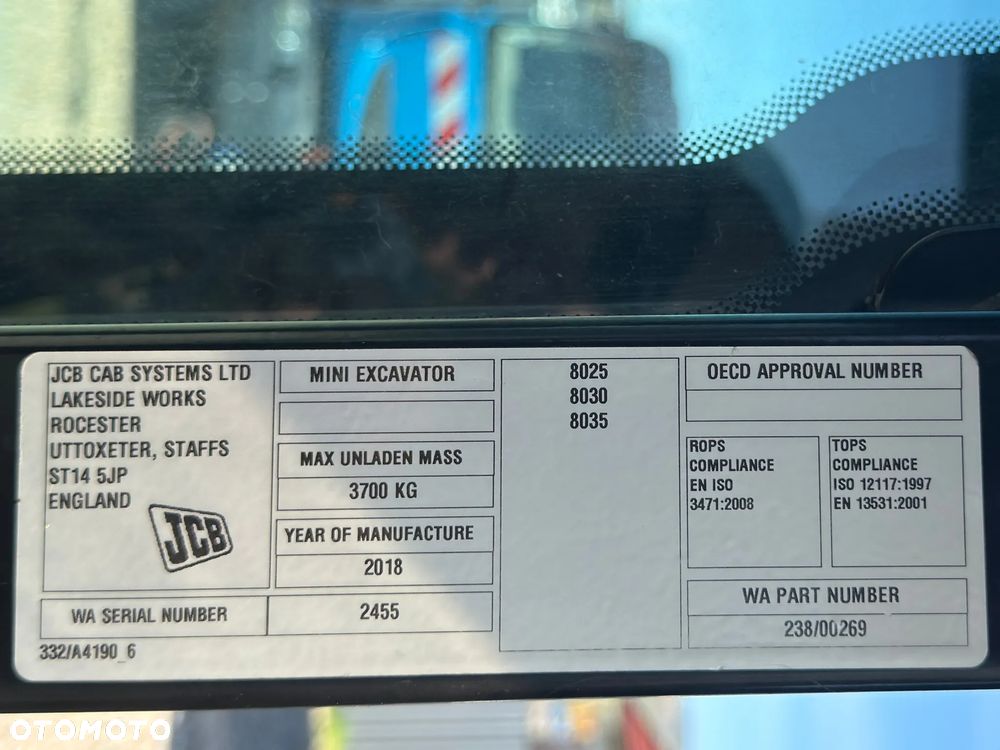 JCB CAB SYSTEMS LTD
LAKESIDE WORKS
ROCESTER
UTTOXETER, STAFFS
ST14 5JP
ENGLAND
JCB
WA SERIAL NUMBER
2455
332/A4190_6
MINI EXCAVATOR
MAX UNLADEN MASS
3700 KG
YEAR OF MANUFACTURE
2018
8025
8030
8035
OECD APPROVAL NUMBER
ROPS
COMPLIANCE
EN ISO
3471:2008
TOPS
COMPLIANCE
ISO 12117:1997
EN 13531:2001
WA PART NUMBER
238/00269
OTOMOTO